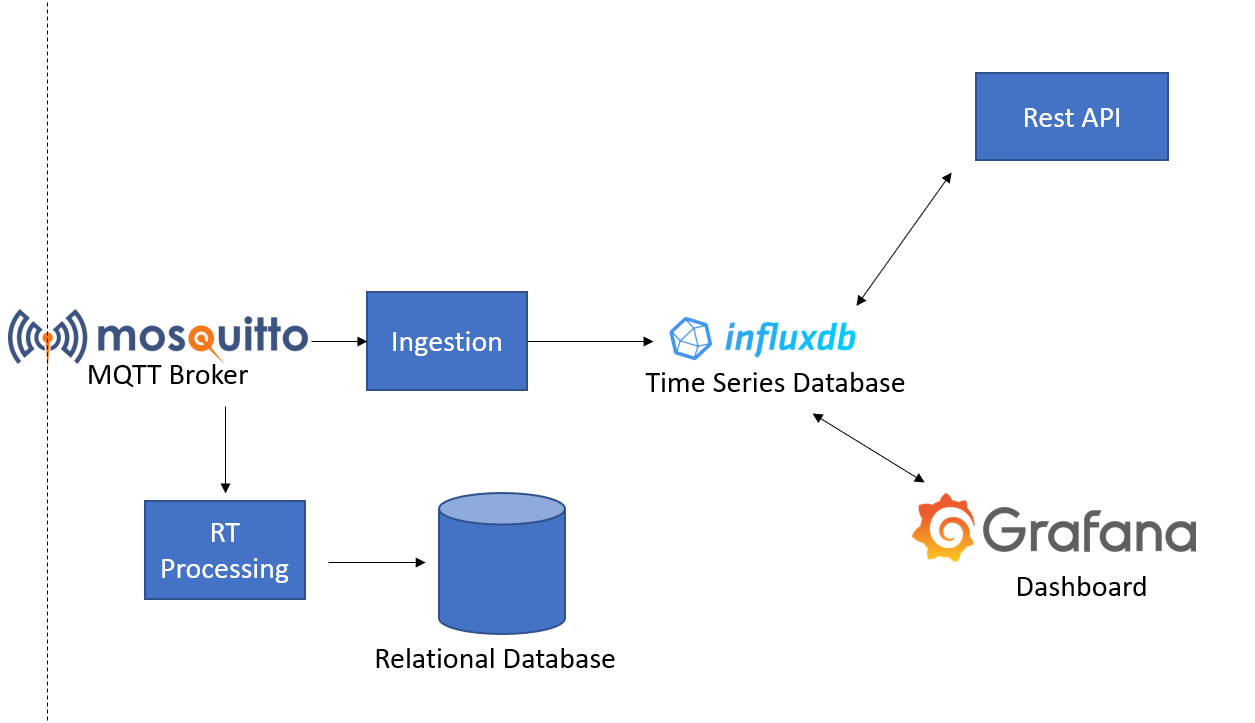 Rest API
mosquitto
MQTT Broker
Ingestion
influxdb
Time Series Database
RT
Processing
Relational Database
Grafana
Dashboard